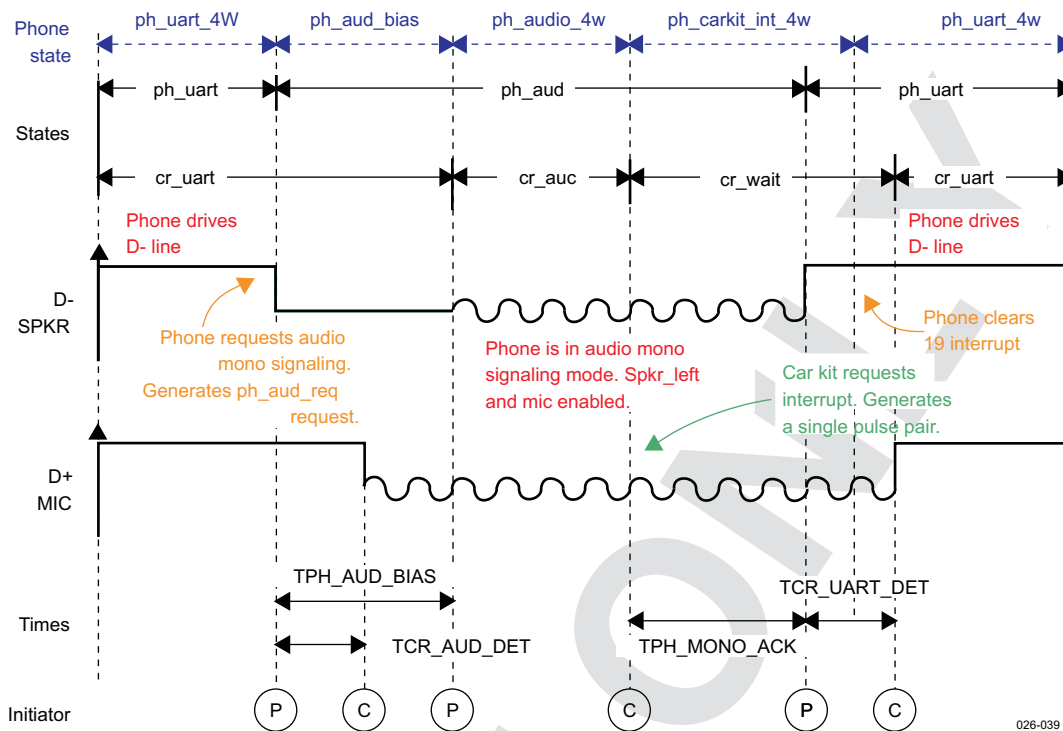 ph_uart_4W
ph_aud_bias
ph_audio_4w
ph_carkit_int_4w
ph_uart_4w
Phone
state
ph_uart
ph_aud
ph_uart
States
cr_uart
cr_auc
cr_wait
cr_uart
Phone drives
D- line
Phone drives
D- line
D-
SPKR
Phone requests audio
mono signaling.
Generates ph_aud_req
request.
Phone is in audio mono
signaling mode. Spkr_left
and mic enabled.
Phone clears
19 interrupt
Car kit requests
interrupt. Generates
a single pulse pair.
D+
MIC
TPH_AUD_BIAS
TCR_UART_DET
Times
TCR_AUD_DET
TPH_MONO_ACK
Initiator
P
C
P
C
P
C
026-039